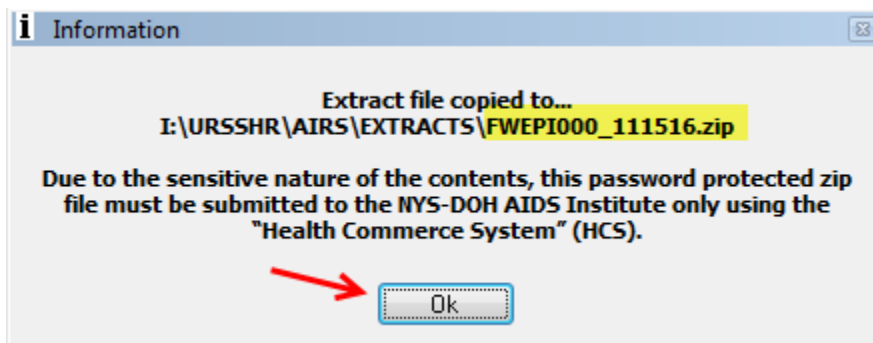 i Information
Extract file copied to...
I:\URSSHR\AIRS\EXTRACTS\FWEPI000_111516.zip
Due to the sensitive nature of the contents, this password protected zip
file must be submitted to the NYS-DOH AIDS Institute only using the
“Health Commerce System” (HCS).
Ok